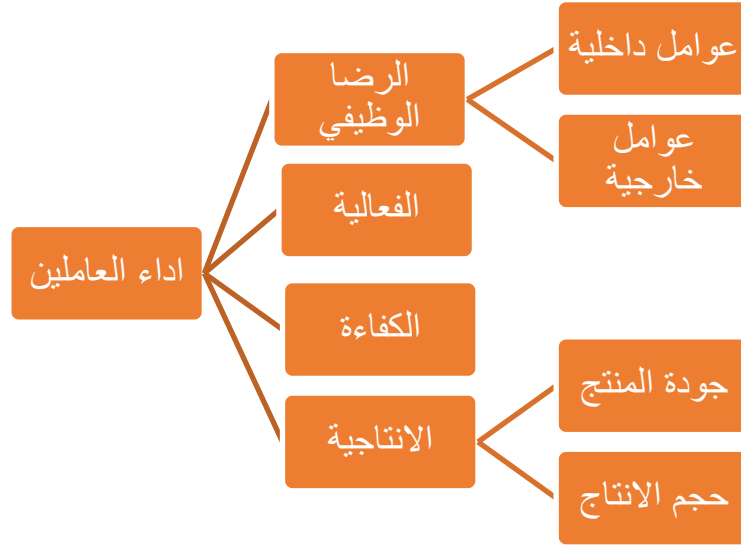 اداء العاملين
الرضا
الوظيفي
عوامل داخلية
عوامل
خارجية
الفعالية
الكفاءة
الانتاجية
جودة المنتج
حجم الانتاج